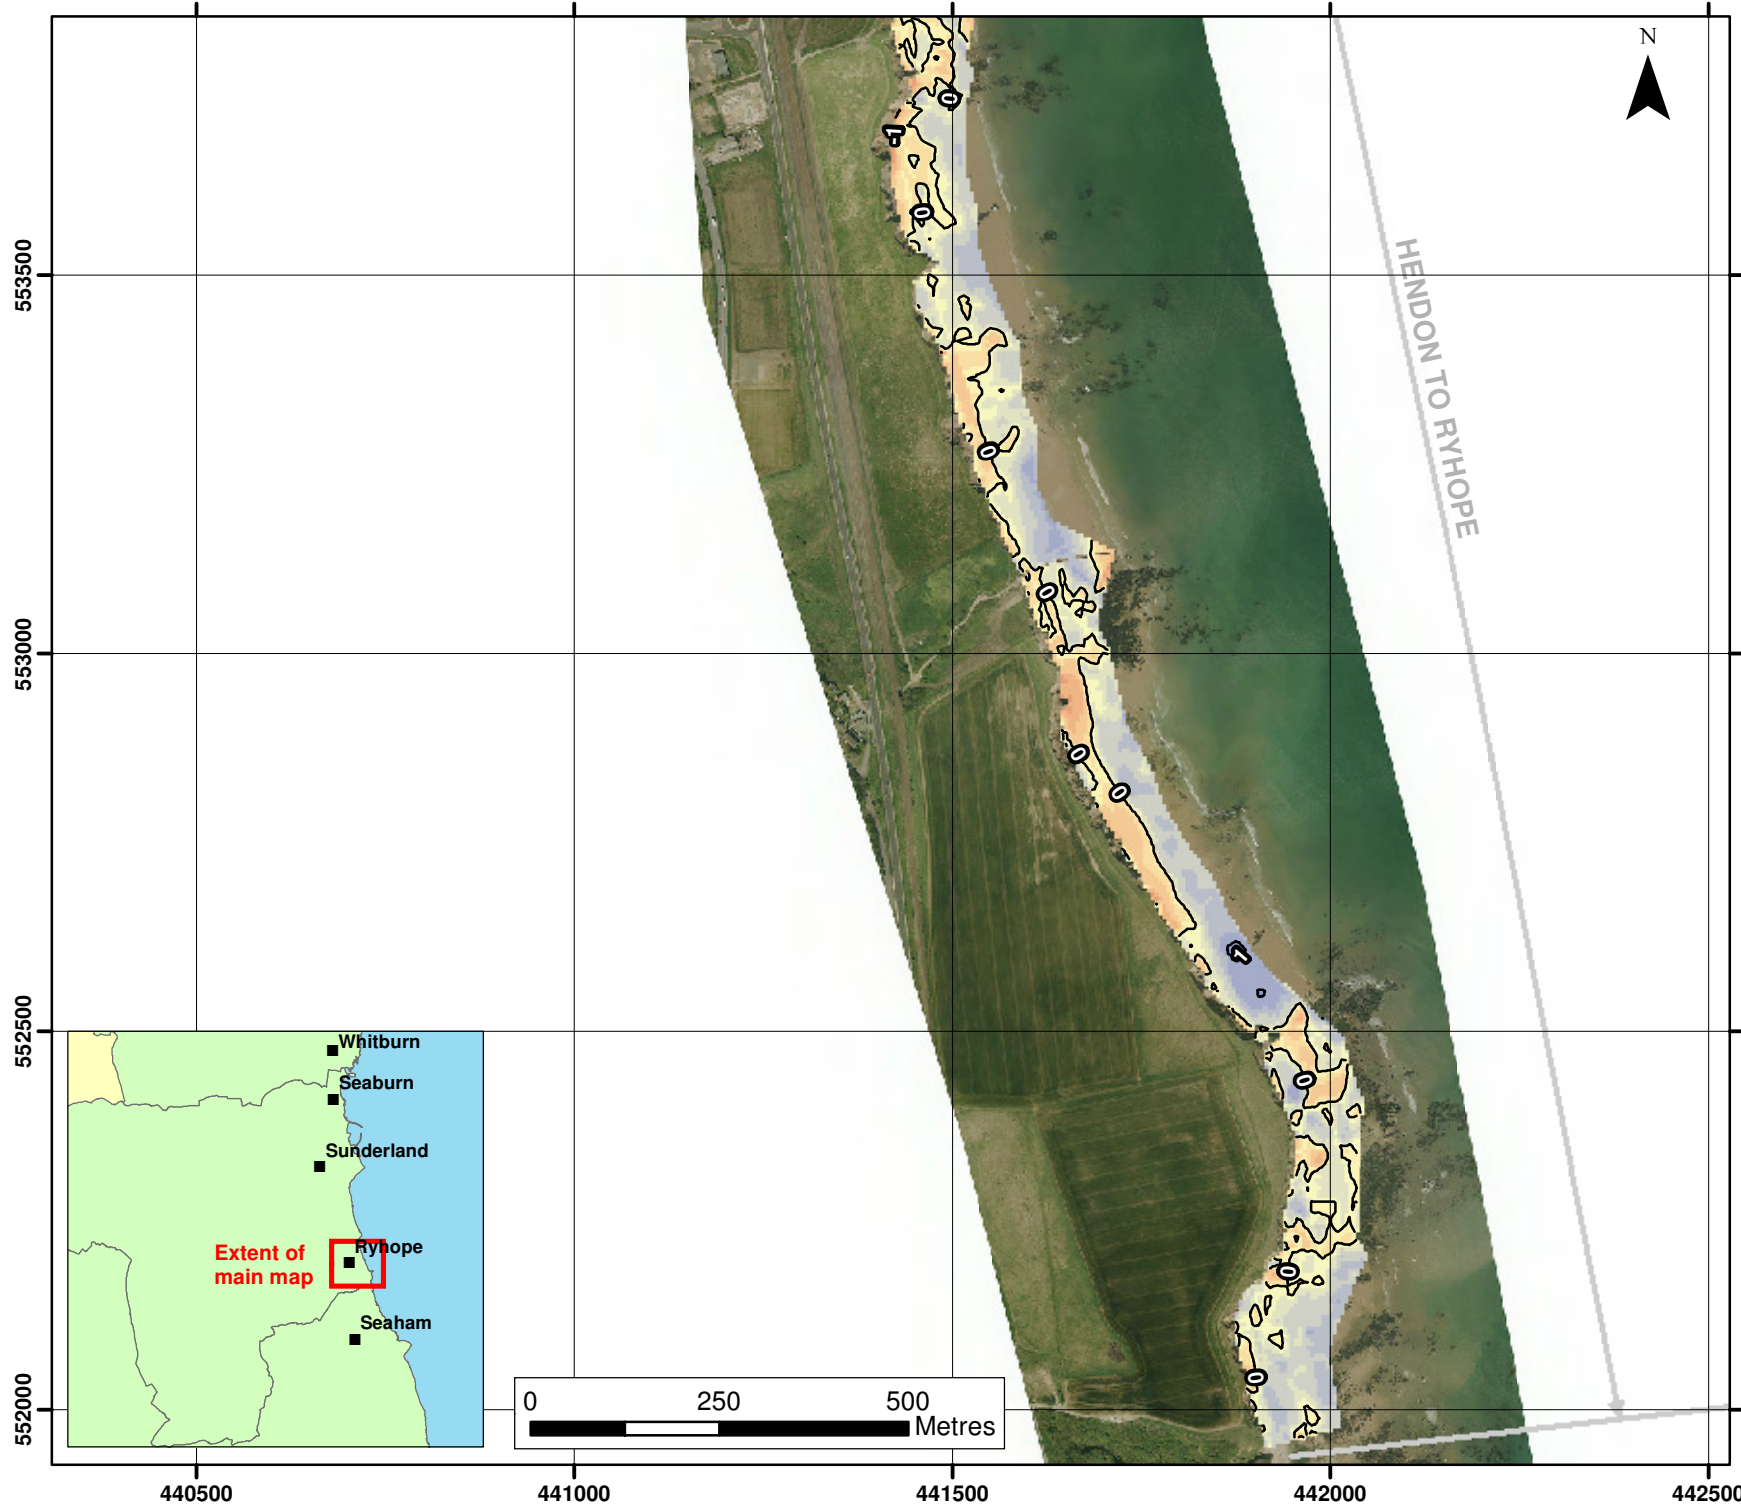 N
0
-1
0
553500
HENDON TO RYHOPE
0
0
553000
0
0
1
552500
0
Whitburn
Seaburn
Sunderland
Ryhope
Extent of
main map
Seaham
0
0
0 250 500
Metres
552000
440500 441000 441500 442000 442500